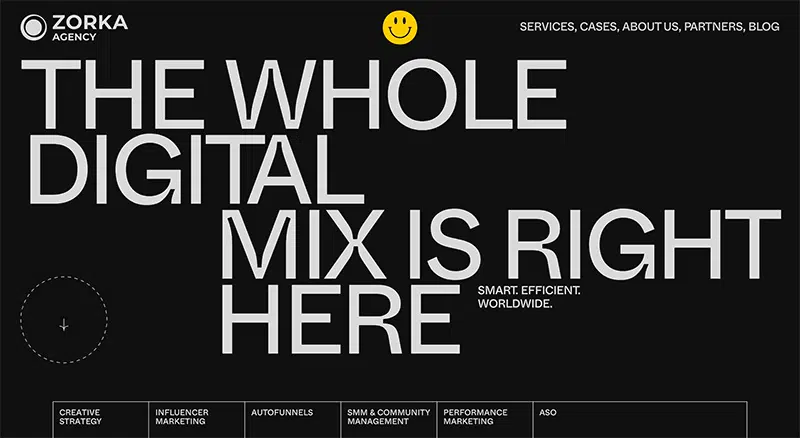 ZORKA
AGENCY
SERVICES, CASES, ABOUT US, PARTNERS, BLOG
THE WHOLE
DIGITAL
MIX IS RIGHT
HERE
SMART. EFFICIENT.
WORLDWIDE.
CREATIVE
STRATEGY
INFLUENCER
MARKETING
AUTOFUNNELS
SMM & COMMUNITY
MANAGEMENT
PERFORMANCE
MARKETING
ASO